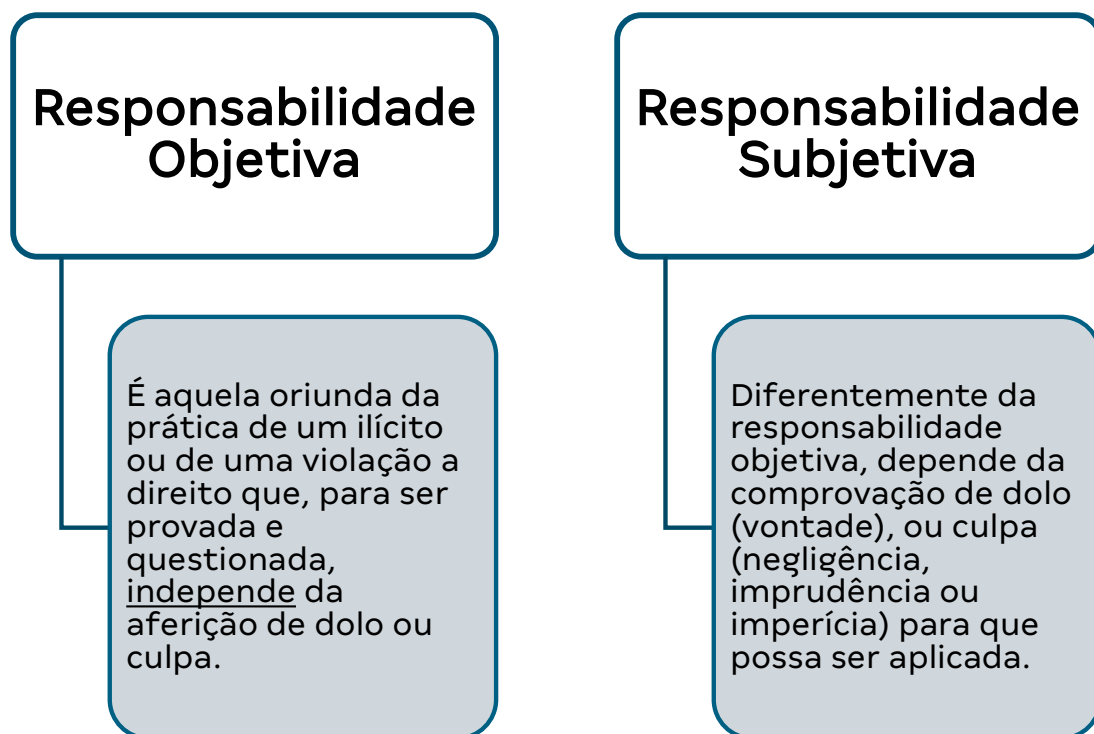 Responsabilidade
Objetiva
É aquela oriunda da
prática de um ilícito
ou de uma violação a
direito que, para ser
provada e
questionada,
independe da
aferição de dolo ou
culpa.
Responsabilidade
Subjetiva
Diferentemente da
responsabilidade
objetiva, depende da
comprovação de dolo
(vontade), ou culpa
(negligência,
imprudência ou
imperícia) para que
possa ser aplicada.